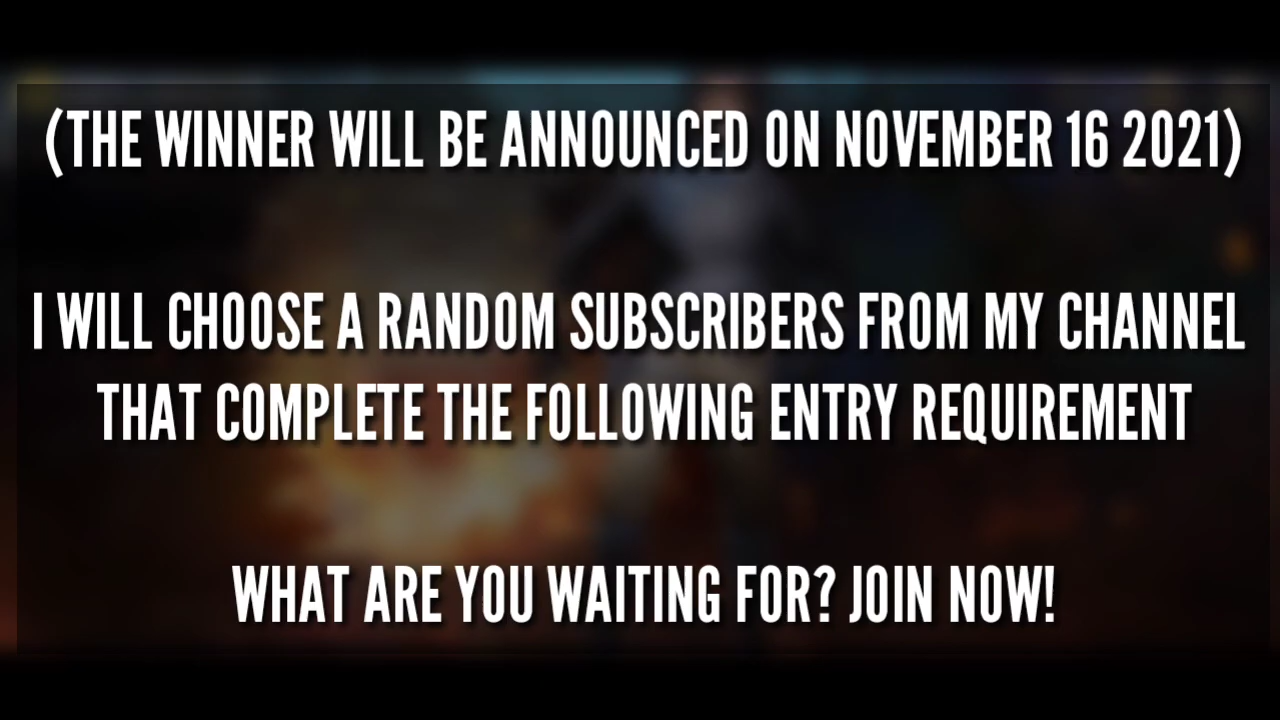 (THE WINNER WILL BE ANNOUNCED ON NOVEMBER 16 2021)
I WILL CHOOSE A RANDOM SUBSCRIBERS FROM MY CHANNEL
THAT COMPLETE THE FOLLOWING ENTRY REQUIREMENT
WHAT ARE YOU WAITING FOR? JOIN NOW!